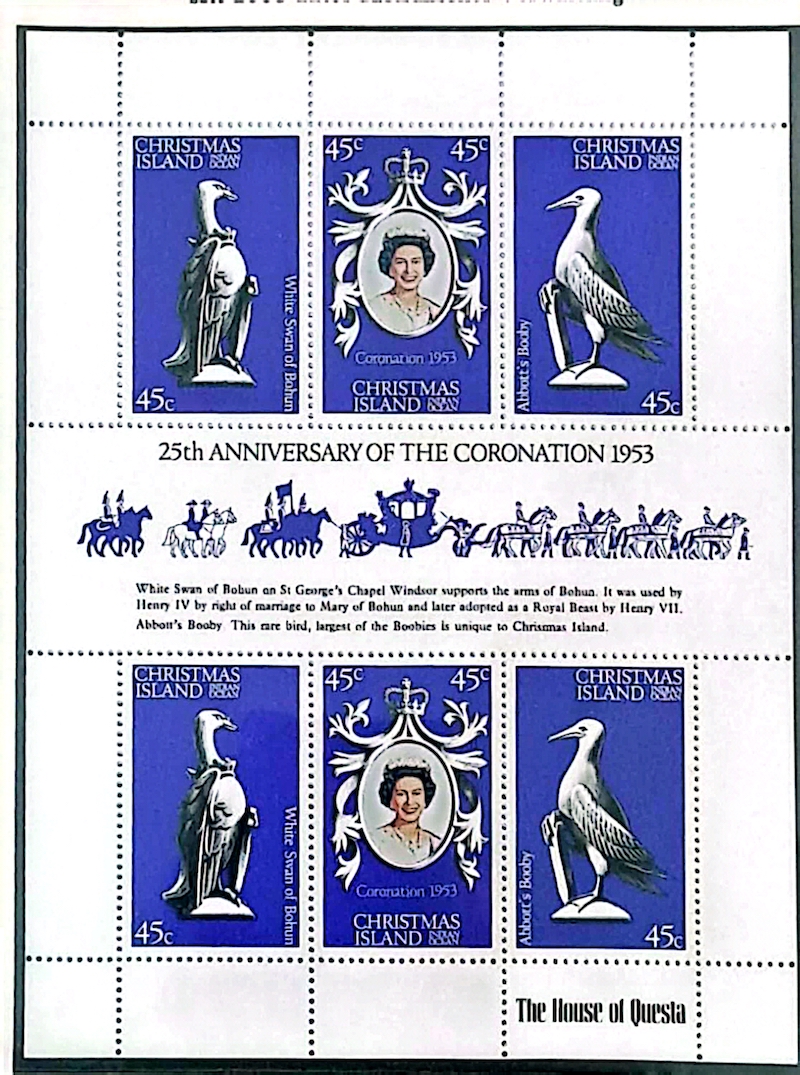 CHRISTMAS
ISLAND INDIAN OCEAN
White Swan of Bohun
45c
45c 45c
Coronation 1953
CHRISTMAS
ISLAND INDIAN OCEAN
CHRISTMAS
ISLAND INDIAN OCEAN
Abbott's Booby
45c
25th ANNIVERSARY OF THE CORONATION 1953
White Swan of Bohun on St George's Chapel Windsor supports the arms of Bohun. It was used by
Henry IV by right of marriage to Mary of Bohun and later adopted as a Royal Beast by Henry VII.
Abbott's Booby. This rare bird, largest of the Boobies is unique to Christmas Island.
CHRISTMAS
ISLAND INDIAN OCEAN
White Swan of Bohun
45c
45c 45c
Coronation 1953
CHRISTMAS
ISLAND INDIAN OCEAN
CHRISTMAS
ISLAND INDIAN OCEAN
Abbott's Booby
45c
The House of Questa